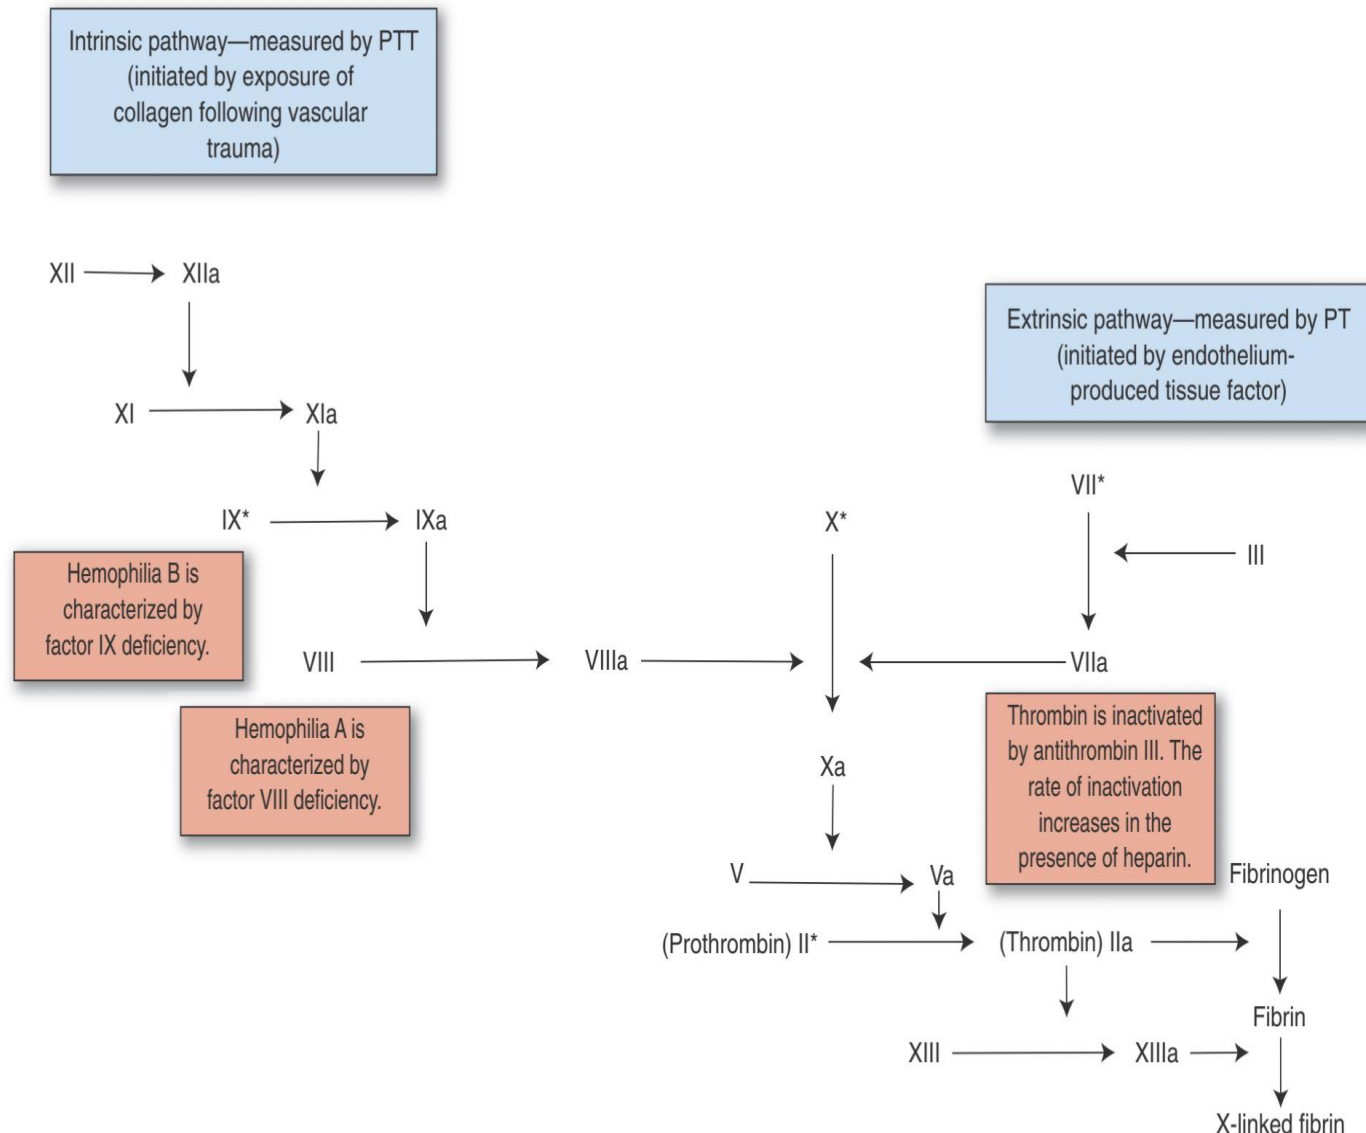 Intrinsic pathway—measured by PTT
(initiated by exposure of
collagen following vascular
trauma)
XII XIIa
Extrinsic pathway—measured by PT
(initiated by endothelium-
produced tissue factor)
XI XIa
VII*
IX* IXa X*
III
Hemophilia B is
characterized by
factor IX deficiency.
VIII VIIIa VIIa
Hemophilia A is
characterized by
factor VIII deficiency.
Thrombin is inactivated
by antithrombin III. The
rate of inactivation
increases in the
presence of heparin.
Xa
V Va Fibrinogen
(Prothrombin) II* (Thrombin) IIa
Fibrin
XIII XIIIa
X-linked fibrin